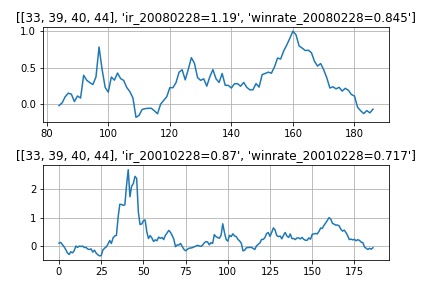 [[33, 39, 40, 44], 'ir_20080228=1.19', 'winrate_20080228=0.845']
1.0
0.5
0.0
80 100 120 140 160 180
[[33, 39, 40, 44], 'ir_20010228=0.87', 'winrate_20010228=0.717']
2
1
0
0 25 50 75 100 125 150 175